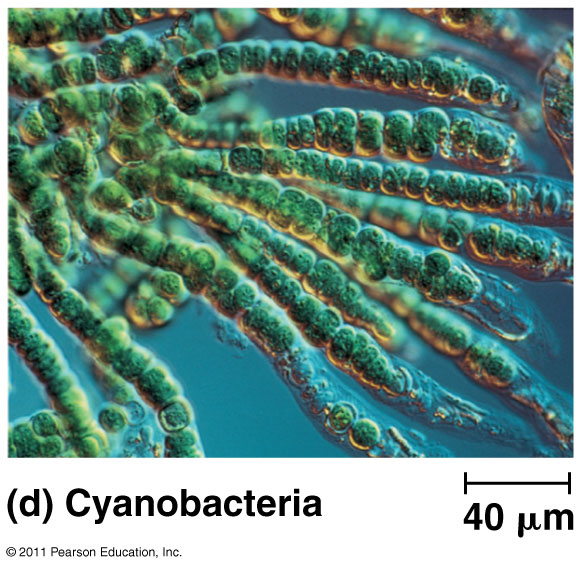 (d) Cyanobacteria
40 µm
© 2011 Pearson Education, Inc.